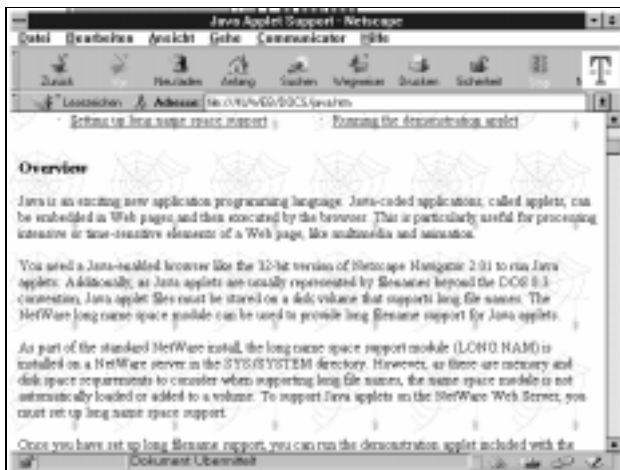 Java Applet Support - Netscape
Datei Bearbeiten Ansicht Gehe Communicator Hilfe
Zurück Vor Neu laden Anfang Suchen Wegweiser Drucken Sicherheit Stop
Lesezeichen Adresse: DOCS/java.htm
Setting up long name space support Running the demonstration applet
Overview
Java is an exciting new application programming language. Java-coded applications, called applets, can
be embedded in Web pages and then executed by the browser. This is particularly useful for processing
intensive or time-sensitive elements of a Web page, like multimedia and animation.
You need a Java-enabled browser like the 32-bit version of Netscape Navigator 2.01 to run Java
applets. Additionally, as Java applets are usually represented by filenames beyond the DOS 8.3
convention, Java applet files must be stored on a disk volume that supports long file names. The
NetWare long name space module can be used to provide long filename support for Java applets.
As part of the standard NetWare install, the long name space support module (LONG.NAM) is
installed on a NetWare server in the SYS:SYSTEM directory. However, as there are memory and
disk space requirements to consider when supporting long file names, the name space module is not
automatically loaded or added to a volume. To support Java applets on the NetWare Web Server, you
must set up long name space support.
Once you have set up long filename support, you can run the demonstration applet included with the
Dokument Übermittelt